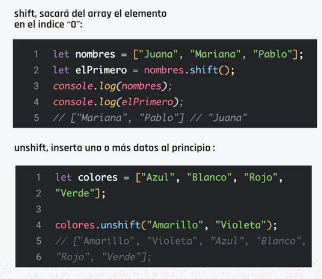 shift, sacará del array el elemento
en el indice "0":
1 let nombres = ["Juana", "Mariana", "Pablo"];
2 let elPrimero = nombres.shift();
3 console.log(nombres);
4 console.log(elPrimero);
5 // ["Mariana", "Pablo"] // "Juana"
unshift, inserta uno o más datos al principio :
1 let colores = ["Azul", "Blanco", "Rojo",
2 "Verde"];
3
4 colores.unshift("Amarillo", "Violeta");
5 // ["Amarillo", "Violeta", "Azul", "Blanco",
6 "Rojo", "Verde"];